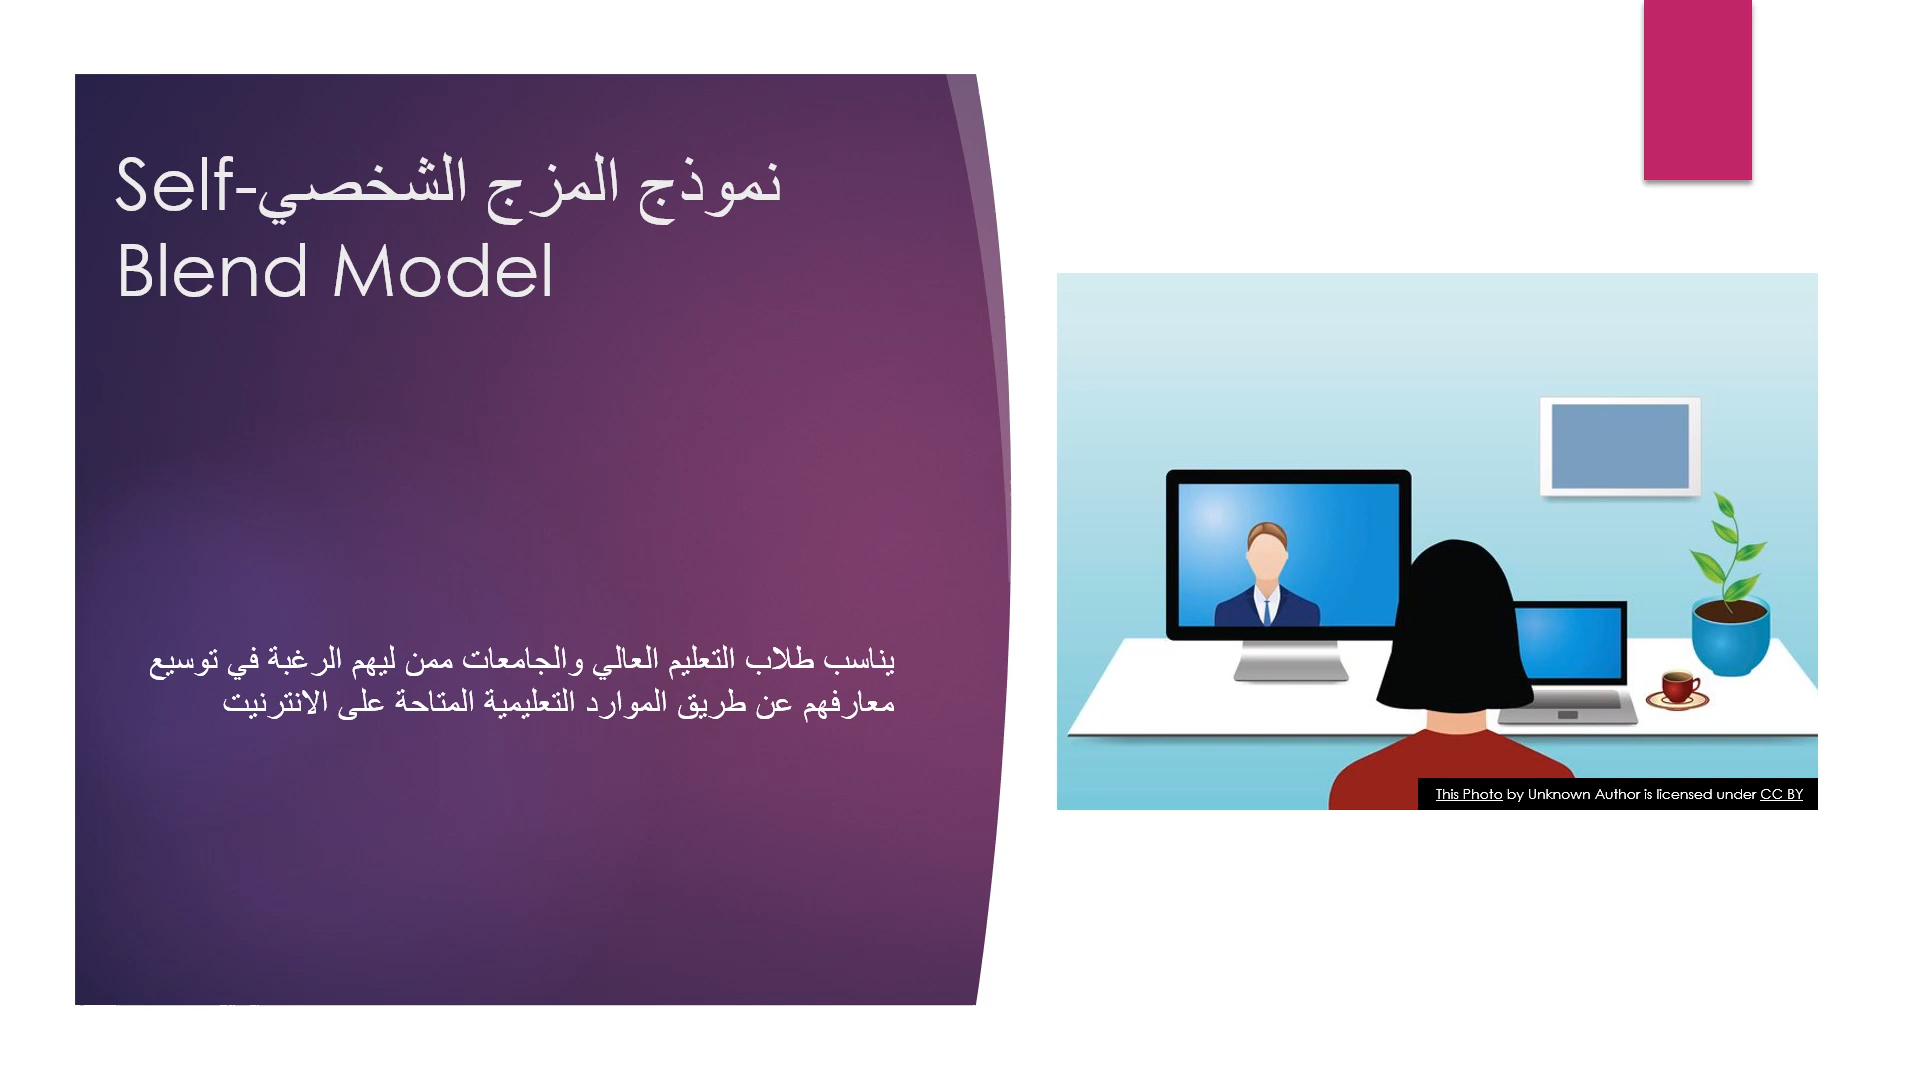 نموذج المزج الشخصي-Self
Blend Model
يناسب طلاب التعليم العالي والجامعات ممن ليهم الرغبة في توسيع
معارفهم عن طريق الموارد التعليمية المتاحة على الانترنيت
This Photo by Unknown Author is licensed under CC BY